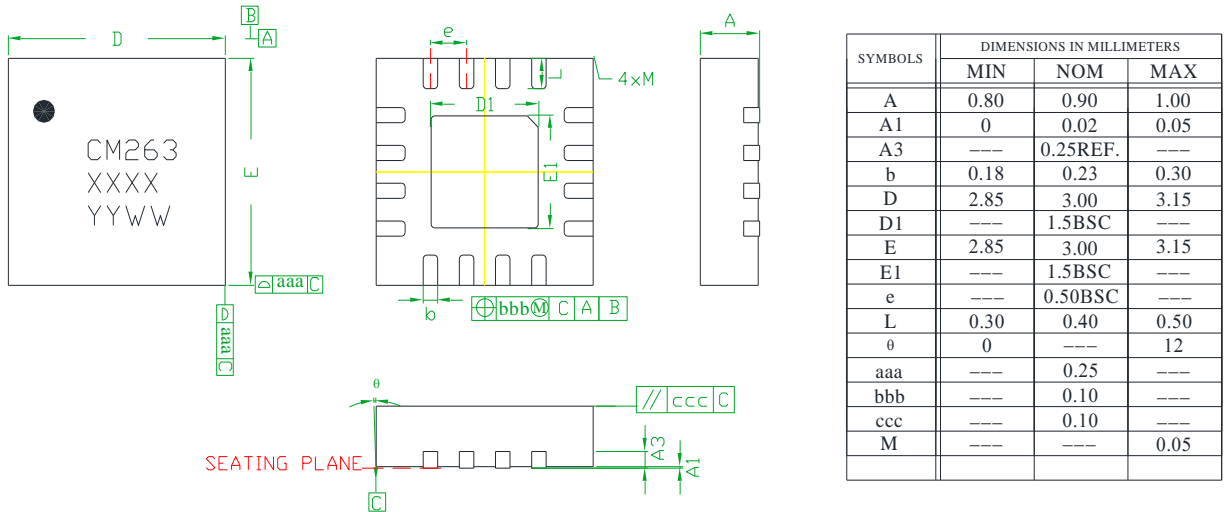 B
A
D
E
CM263
XXXX
YYWW
⌓ aaa C
D aaa C
e
L
D1
E1
4xM
b
⌖ bbbⓂ C A B
A
θ
// ccc C
SEATING PLANE
A3
A1
C
SYMBOLS DIMENSIONS IN MILLIMETERS
MIN NOM MAX
A 0.80 0.90 1.00
A1 0 0.02 0.05
A3 --- 0.25REF. ---
b 0.18 0.23 0.30
D 2.85 3.00 3.15
D1 --- 1.5BSC ---
E 2.85 3.00 3.15
E1 --- 1.5BSC ---
e --- 0.50BSC ---
L 0.30 0.40 0.50
θ 0 --- 12
aaa --- 0.25 ---
bbb --- 0.10 ---
ccc --- 0.10 ---
M --- --- 0.05